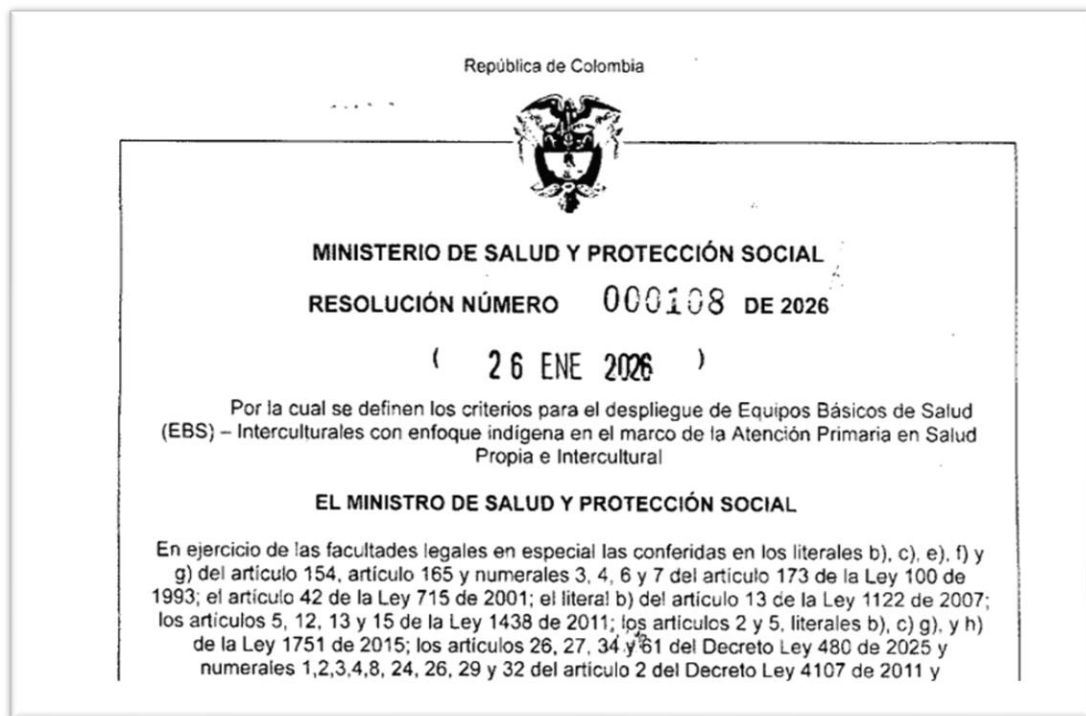 República de Colombia
MINISTERIO DE SALUD Y PROTECCIÓN SOCIAL
RESOLUCIÓN NÚMERO 000108 DE 2026
( 26 ENE 2026 )
Por la cual se definen los criterios para el despliegue de Equipos Básicos de Salud
(EBS) – Interculturales con enfoque indígena en el marco de la Atención Primaria en Salud
Propia e Intercultural
EL MINISTRO DE SALUD Y PROTECCIÓN SOCIAL
En ejercicio de las facultades legales en especial las conferidas en los literales b), c), e), f) y
g) del artículo 154, artículo 165 y numerales 3, 4, 6 y 7 del artículo 173 de la Ley 100 de
1993; el artículo 42 de la Ley 715 de 2001; el literal b) del artículo 13 de la Ley 1122 de 2007;
los artículos 5, 12, 13 y 15 de la Ley 1438 de 2011; los artículos 2 y 5, literales b), c) g), y h)
de la Ley 1751 de 2015; los artículos 26, 27, 34 y 61 del Decreto Ley 480 de 2025 y
numerales 1,2,3,4,8, 24, 26, 29 y 32 del artículo 2 del Decreto Ley 4107 de 2011 y